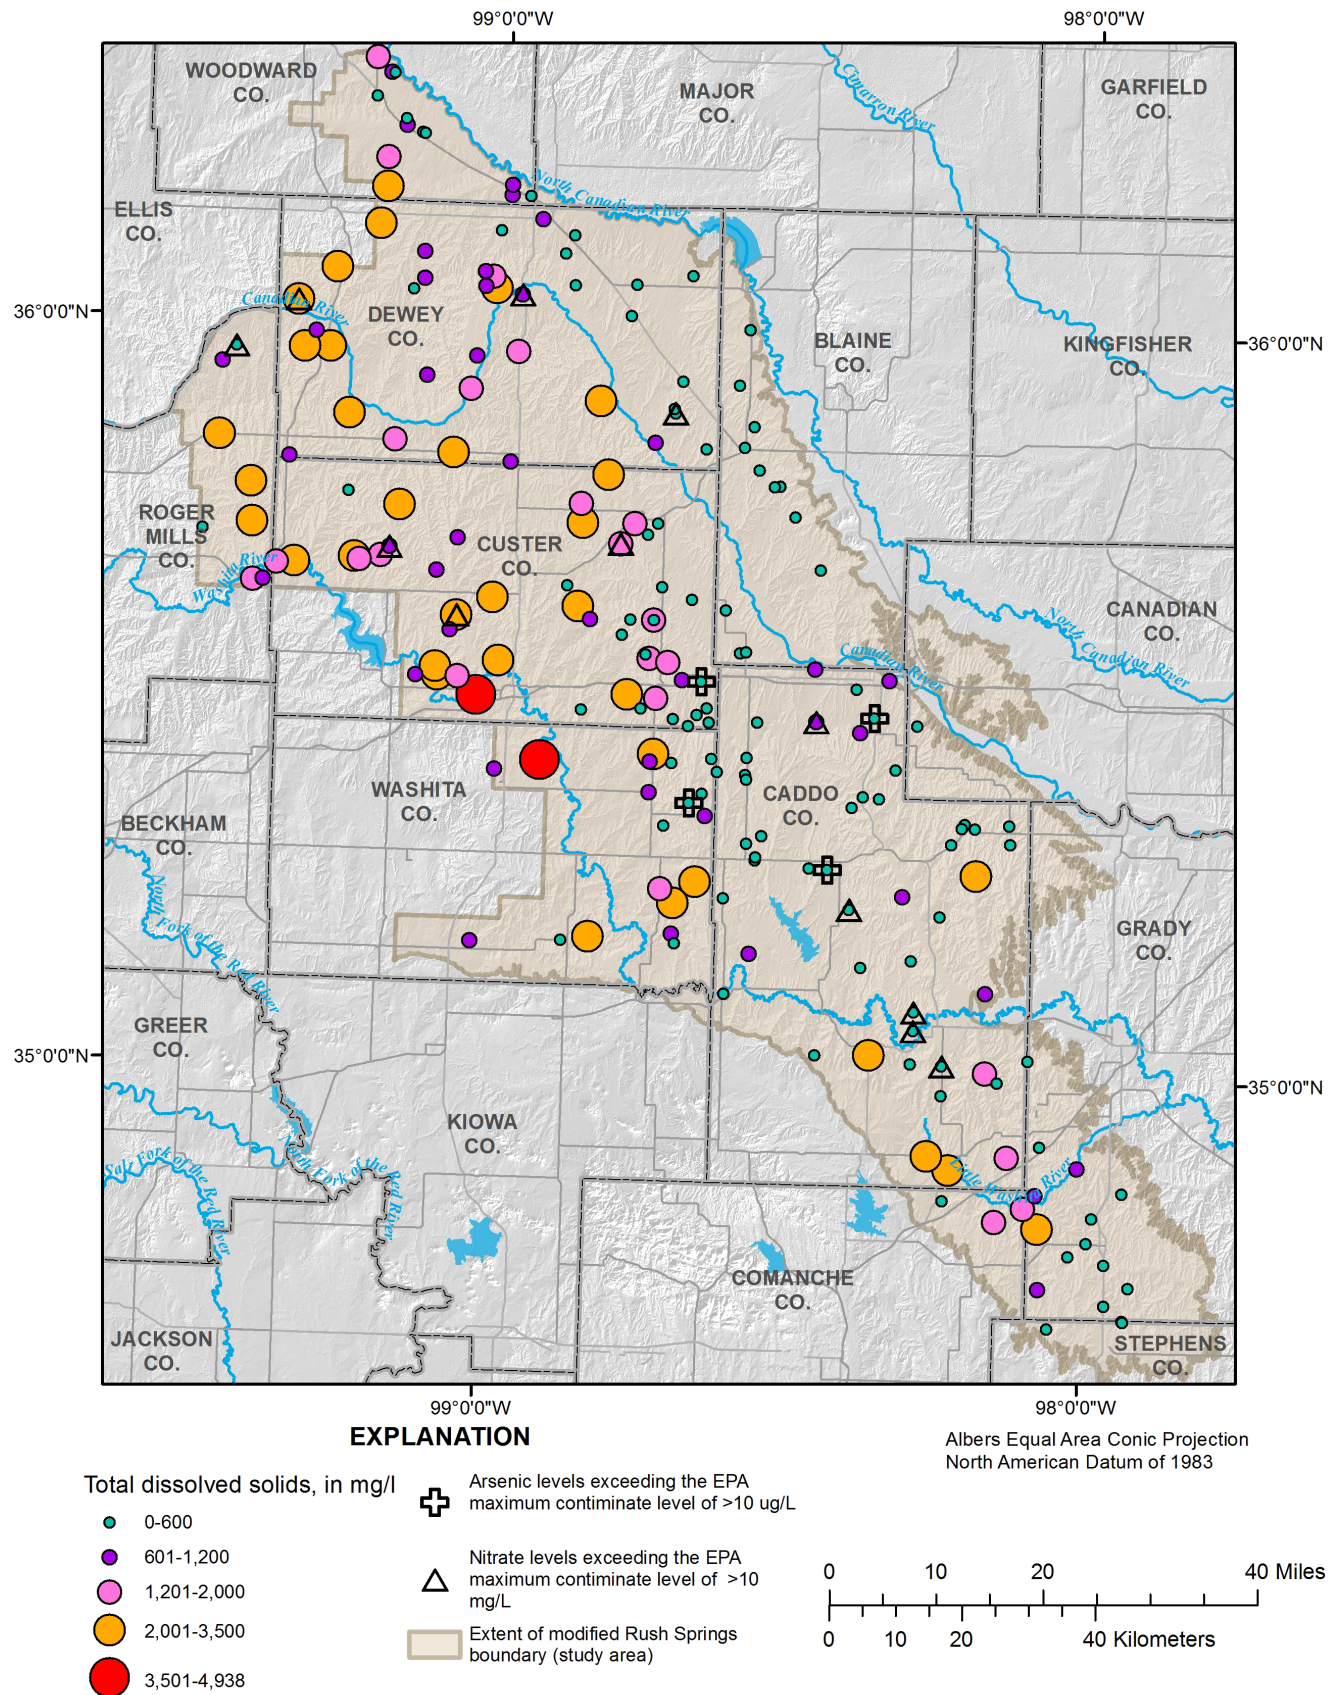 99°0'0"W
98°0'0"W
WOODWARD
CO.
MAJOR
CO.
GARFIELD
CO.
Cimarron River
North Canadian River
ELLIS
CO.
36°0'0"N
Canadian River
DEWEY
CO.
BLAINE
CO.
KINGFISHER
CO.
36°0'0"N
ROGER
MILLS
CO.
Washita River
CUSTER
CO.
CANADIAN
CO.
North Canadian River
Canadian River
WASHITA
CO.
CADDO
CO.
BECKHAM
CO.
North Fork of the Red River
GRADY
CO.
GREER
CO.
35°0'0"N
35°0'0"N
KIOWA
CO.
Salt Fork of the Red River
North Fork of the Red River
Little Washita River
COMANCHE
CO.
JACKSON
CO.
STEPHENS
CO.
99°0'0"W
98°0'0"W
EXPLANATION
Albers Equal Area Conic Projection
North American Datum of 1983
Total dissolved solids, in mg/l
0-600
601-1,200
1,201-2,000
2,001-3,500
3,501-4,938
Arsenic levels exceeding the EPA
maximum contiminate level of >10 ug/L
Nitrate levels exceeding the EPA
maximum contiminate level of >10
mg/L
Extent of modified Rush Springs
boundary (study area)
0 10 20 40 Miles
0 10 20 40 Kilometers